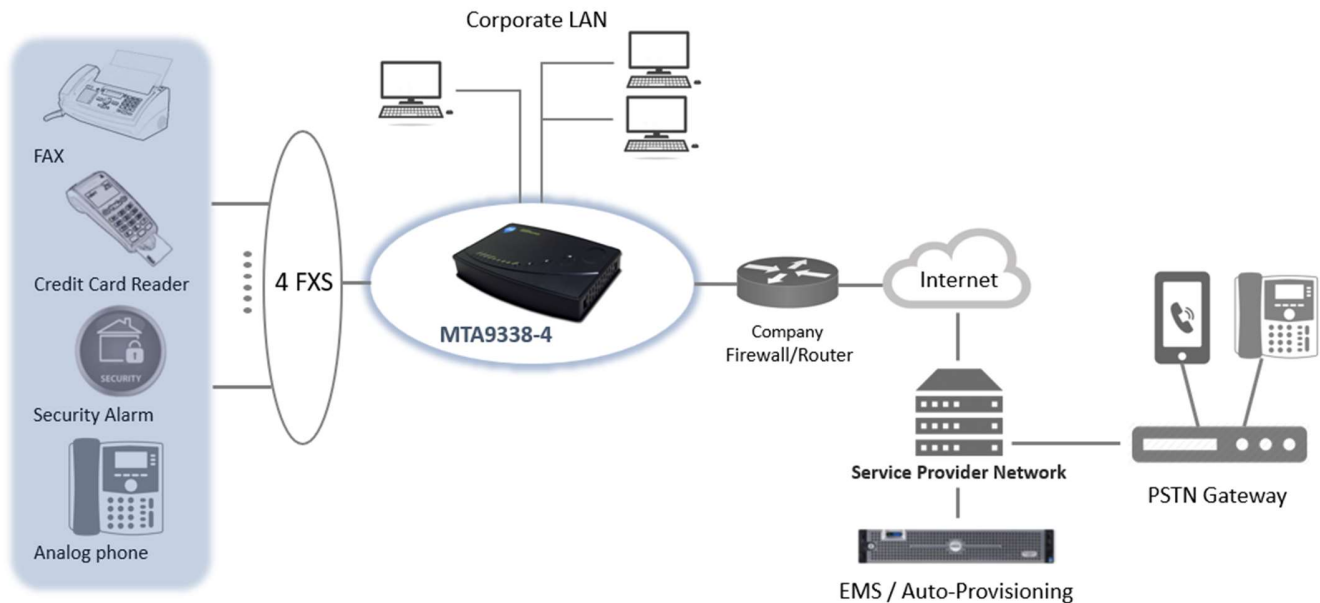 Corporate LAN
FAX
Credit Card Reader
SECURITY
Security Alarm
Analog phone
4 FXS
MTA9338-4
Company
Firewall/Router
Internet
Service Provider Network
EMS / Auto-Provisioning
PSTN Gateway